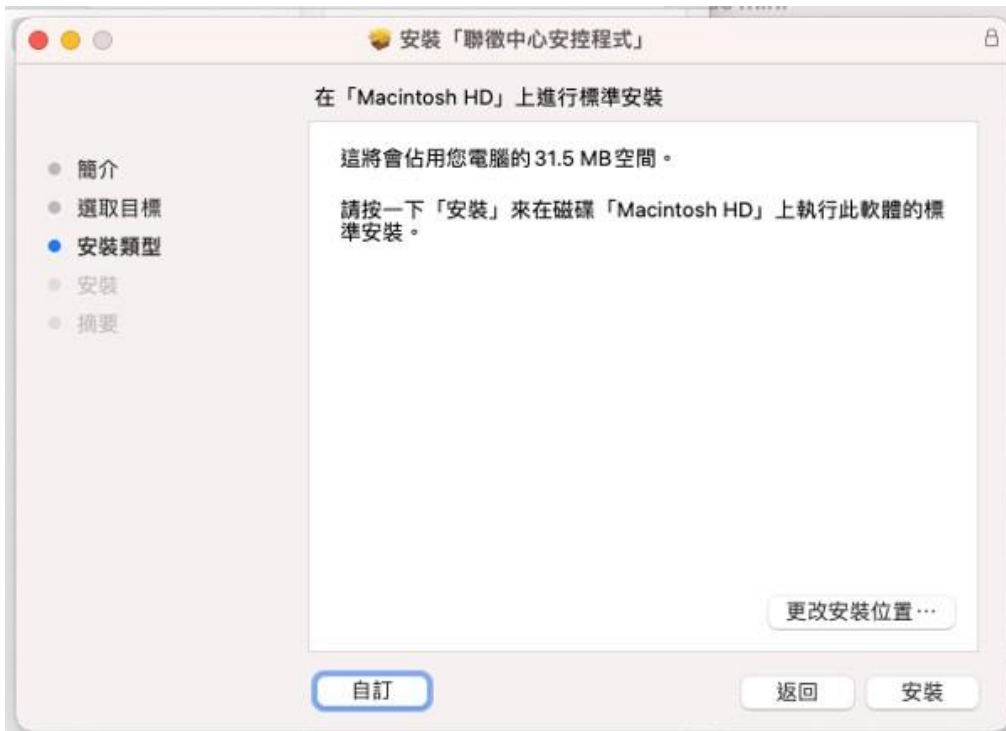 安裝「聯徵中心安控程式」
在「Macintosh HD」上進行標準安裝
簡介
選取目標
安裝類型
安裝
摘要
這將會佔用您電腦的 31.5 MB 空間。
請按一下「安裝」來在磁碟「Macintosh HD」上執行此軟體的標
準安裝。
更改安裝位置⋯
自訂
返回
安裝